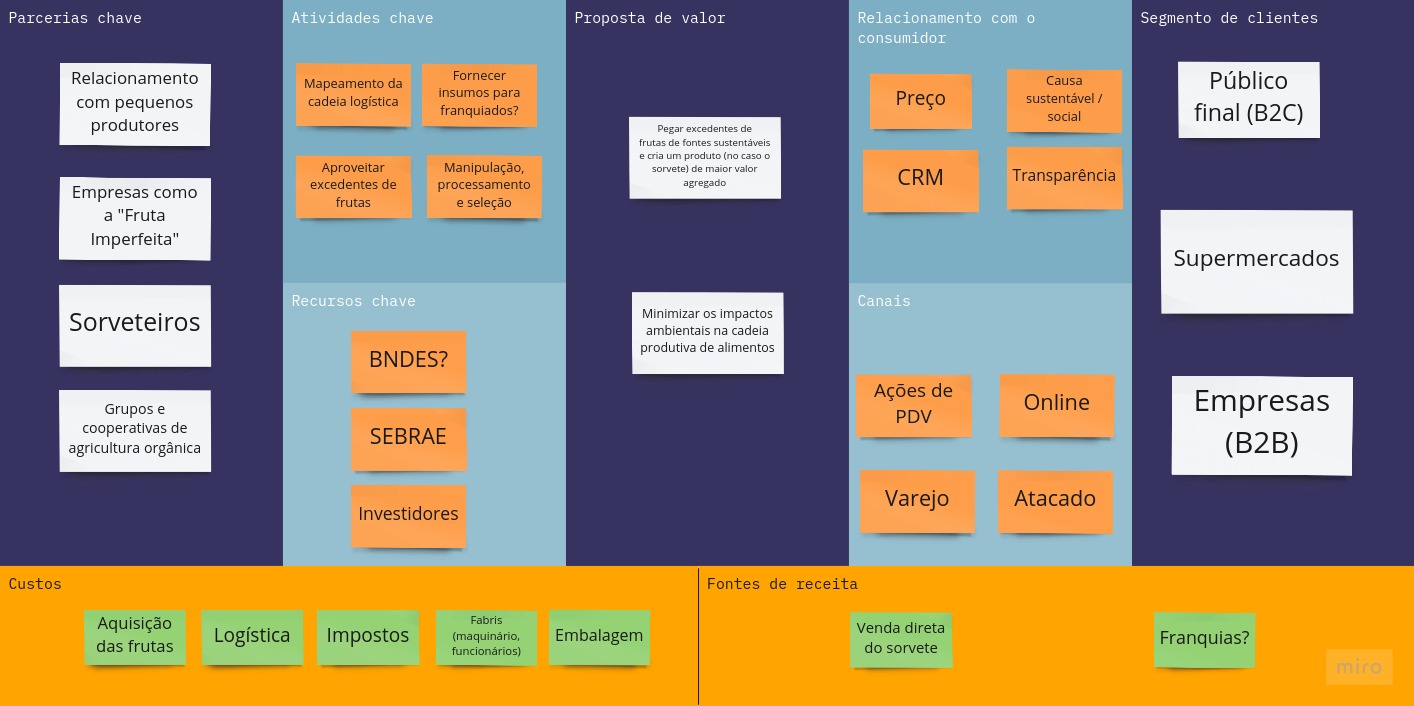 Parcerias chave
Relacionamento
com pequenos
produtores
Empresas como
a "Fruta
Imperfeita"
Sorveteiros
Grupos e
cooperativas de
agricultura orgânica
Atividades chave
Mapeamento da
cadeia logística
Fornecer
insumos para
franquiados?
Aproveitar
excedentes de
frutas
Manipulação,
processamento
e seleção
Recursos chave
BNDES?
SEBRAE
Investidores
Proposta de valor
Pegar excedentes de
frutas de fontes sustentáveis
e cria um produto (no caso o
sorvete) de maior valor
agregado
Minimizar os impactos
ambientais na cadeia
produtiva de alimentos
Relacionamento com o
consumidor
Preço
Causa
sustentável /
social
CRM
Transparência
Canais
Ações de
PDV
Online
Varejo
Atacado
Segmento de clientes
Público
final (B2C)
Supermercados
Empresas
(B2B)
Custos
Aquisição
das frutas
Logística
Impostos
Fabris
(maquinário,
funcionários)
Embalagem
Fontes de receita
Venda direta
do sorvete
Franquias?
miro